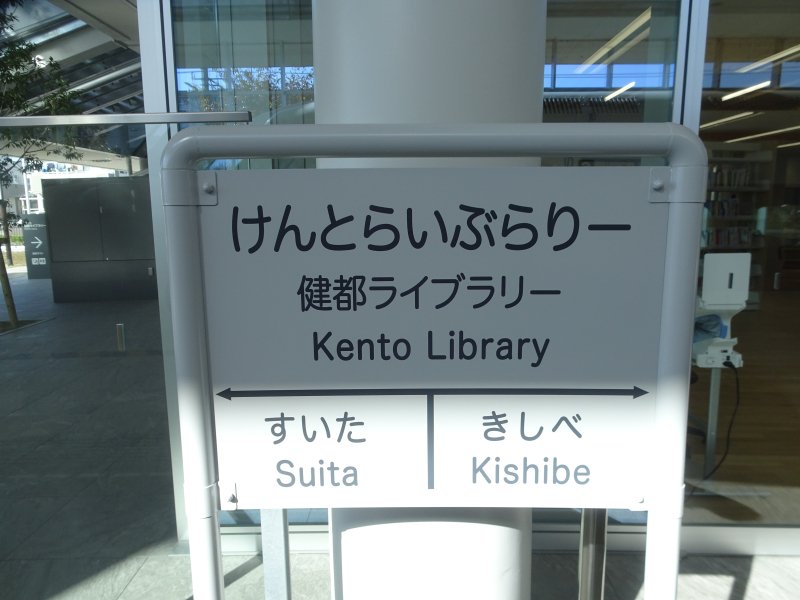 けんとらいぶらりー
健都ライブラリー
Kento Library
すいた
Suita
きしべ
Kishibe